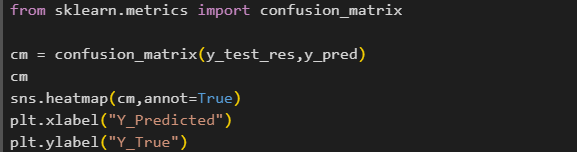 from sklearn.metrics import confusion_matrix
cm = confusion_matrix(y_test_res,y_pred)
cm
sns.heatmap(cm,annot=True)
plt.xlabel("Y_Predicted")
plt.ylabel("Y_True")